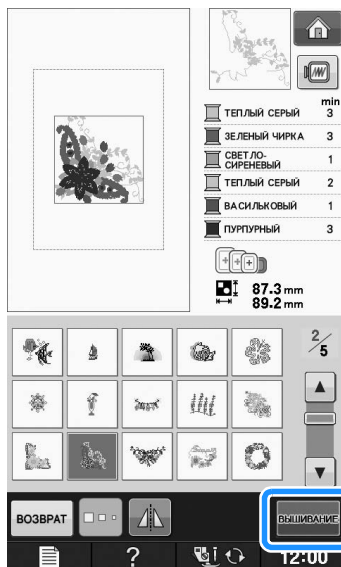 min
ТЕПЛЫЙ СЕРЫЙ 3
ЗЕЛЕНЫЙ ЧИРКА 3
СВЕТЛО-
СИРЕНЕВЫЙ 1
ТЕПЛЫЙ СЕРЫЙ 2
ВАСИЛЬКОВЫЙ 1
ПУРПУРНЫЙ 3
87.3 mm
89.2 mm
2/5
ВОЗВРАТ
ВЫШИВАНИЕ
?
12:00